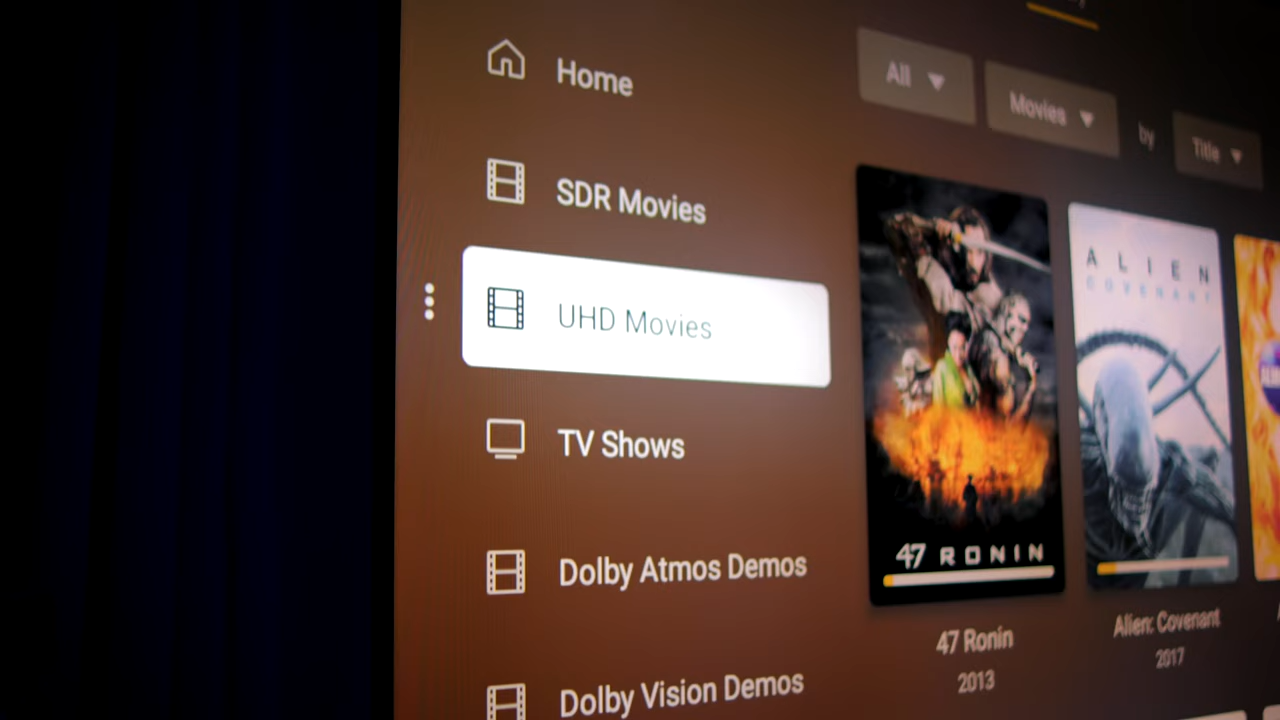 Home
SDR Movies
UHD Movies
TV Shows
Dolby Atmos Demos
Dolby Vision Demos
All
Movies
by
Title
47 RONIN
47 Ronin
2013
ALIEN
COVENANT
Alien: Covenant
2017